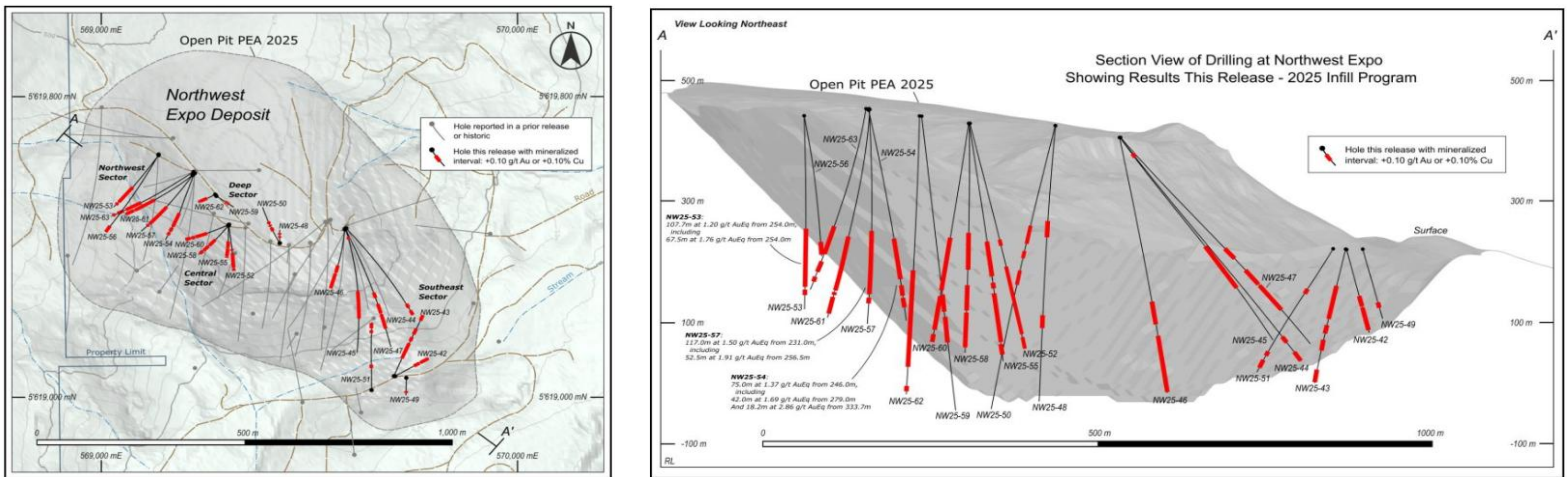 569,000 mE
570,000 mE
N
Open Pit PEA 2025
5'619,800 mN
5'619,800 mN
Northwest
Expo Deposit
A
Hole reported in a prior release
or historic
Hole this release with mineralized
interval: +0.10 g/t Au or +0.10% Cu
Northwest
Sector
Deep
Sector
NW25-50
NW25-53
NW25-62
NW25-59
NW25-63
NW25-61
NW25-48
NW25-56
NW25-57
NW25-54
NW25-60
NW25-58
NW25-55
NW25-52
Central
Sector
NW25-46
Southeast
Sector
NW25-43
NW25-44
NW25-45
NW25-47
NW25-42
NW25-51
NW25-49
Road
Stream
Property Limit
5'619,000 mN
5'619,000 mN
A'
0
500 m
1,000 m
569,000 mE
570,000 mE
View Looking Northeast
A
A'
Section View of Drilling at Northwest Expo
Showing Results This Release - 2025 Infill Program
500 m
500 m
Open Pit PEA 2025
Hole this release with mineralized
interval: +0.10 g/t Au or +0.10% Cu
NW25-63
NW25-54
NW25-56
300 m
300 m
NW25-53:
107.7m at 1.20 g/t AuEq from 254.0m,
including
67.5m at 1.76 g/t AuEq from 254.0m
Surface
NW25-47
NW25-53
NW25-61
NW25-57
100 m
100 m
NW25-49
NW25-57:
117.0m at 1.50 g/t AuEq from 231.0m,
including
52.5m at 1.91 g/t AuEq from 256.5m
NW25-60
NW25-58
NW25-52
NW25-55
NW25-45
NW25-42
NW25-44
NW25-51
NW25-43
NW25-54:
75.0m at 1.37 g/t AuEq from 246.0m,
including
42.0m at 1.69 g/t AuEq from 279.0m
And 18.2m at 2.86 g/t AuEq from 333.7m
NW25-62
NW25-59
NW25-50
NW25-48
NW25-46
0
500 m
1000 m
-100 m
-100 m
RL